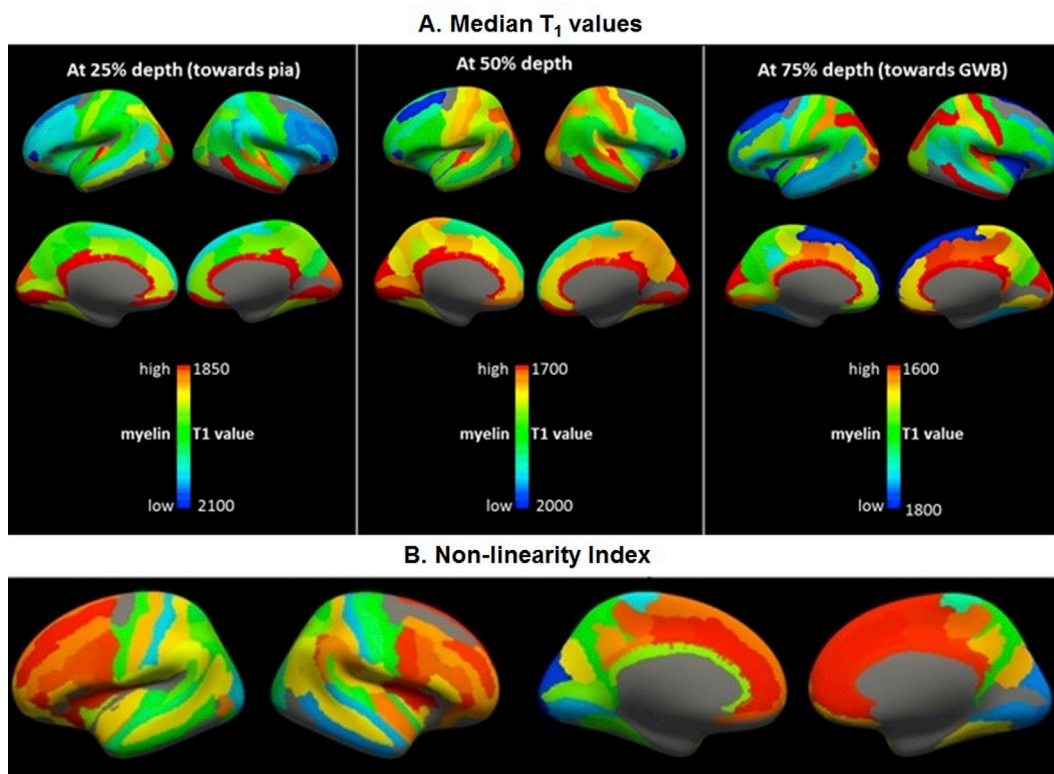 A. Median T₁ values
At 25% depth (towards pia)
At 50% depth
At 75% depth (towards GWB)
high 1850
myelin T1 value
low 2100
high 1700
myelin T1 value
low 2000
high 1600
myelin T1 value
low 1800
B. Non-linearity Index